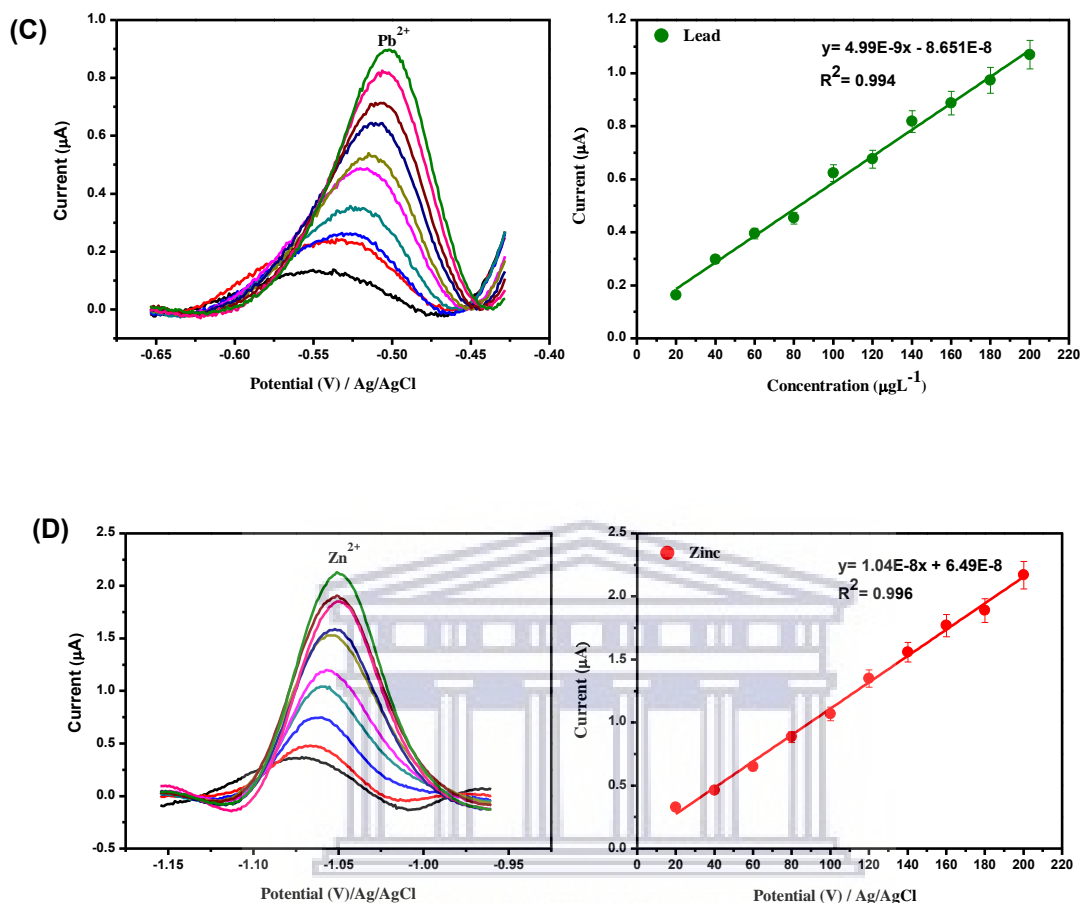 (C)
Pb2+
Current (μA)
1.0
0.8
0.6
0.4
0.2
0.0
-0.65 -0.60 -0.55 -0.50 -0.45 -0.40
Potential (V) / Ag/AgCl
Lead
y= 4.99E-9x - 8.651E-8
R2= 0.994
Current (μA)
1.2
1.0
0.8
0.6
0.4
0.2
0.0
0 20 40 60 80 100 120 140 160 180 200 220
Concentration (μgL-1)
(D)
Zn2+
Current (μA)
2.5
2.0
1.5
1.0
0.5
0.0
-0.5
-1.15 -1.10 -1.05 -1.00 -0.95
Potential (V)/Ag/AgCl
Zinc
y= 1.04E-8x + 6.49E-8
R2= 0.996
Current (μA)
2.5
2.0
1.5
1.0
0.5
0.0
0 20 40 60 80 100 120 140 160 180 200 220
Potential (V) / Ag/AgCl